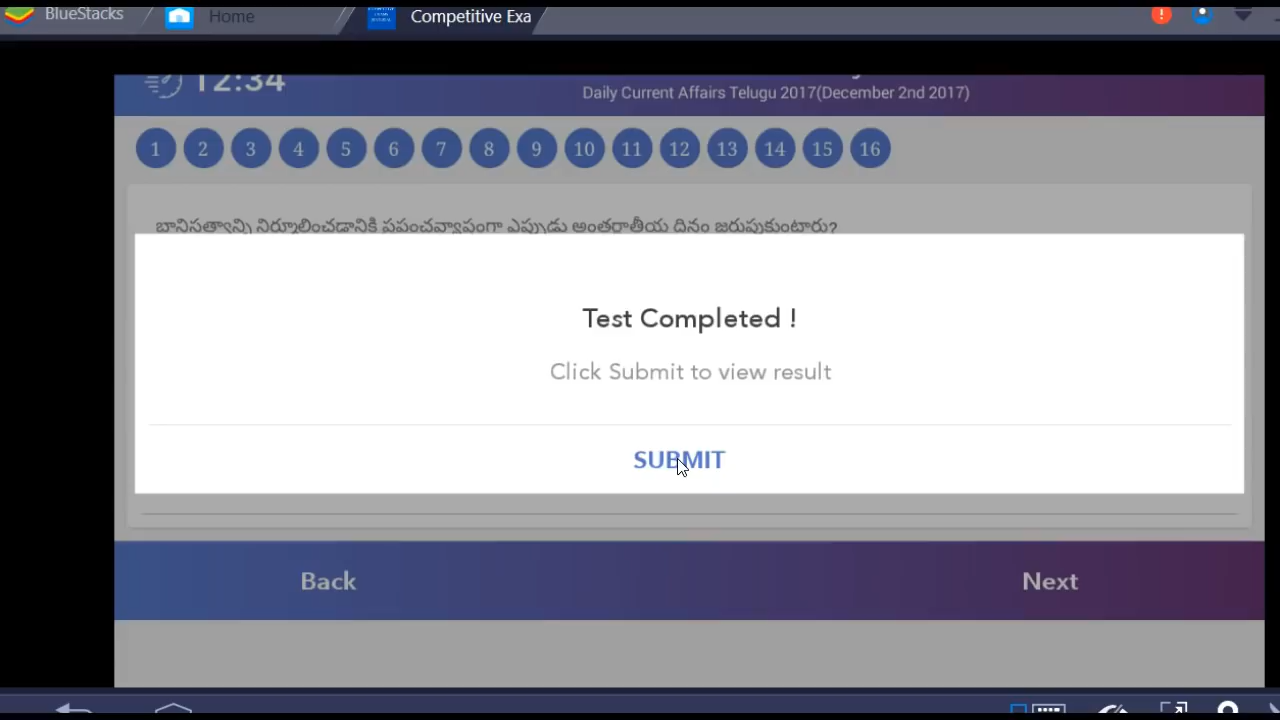 BlueStacks
Home
Competitive Exa
12:34
Daily Current Affairs Telugu 2017(December 2nd 2017)
1 2 3 4 5 6 7 8 9 10 11 12 13 14 15 16
బానిసత్వాన్ని నిర్మూలించడానికి ప్రపంచవ్యాప్తంగా ఎప్పుడు అంతర్జాతీయ దినం జరుపుకుంటారు?
Test Completed !
Click Submit to view result
SUBMIT
Back
Next